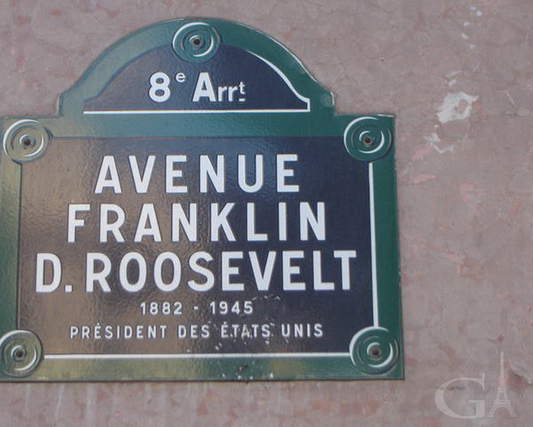 8e Arrt
AVENUE
FRANKLIN
D. ROOSEVELT
1882 - 1945
PRÉSIDENT DES ÉTATS UNIS
GA